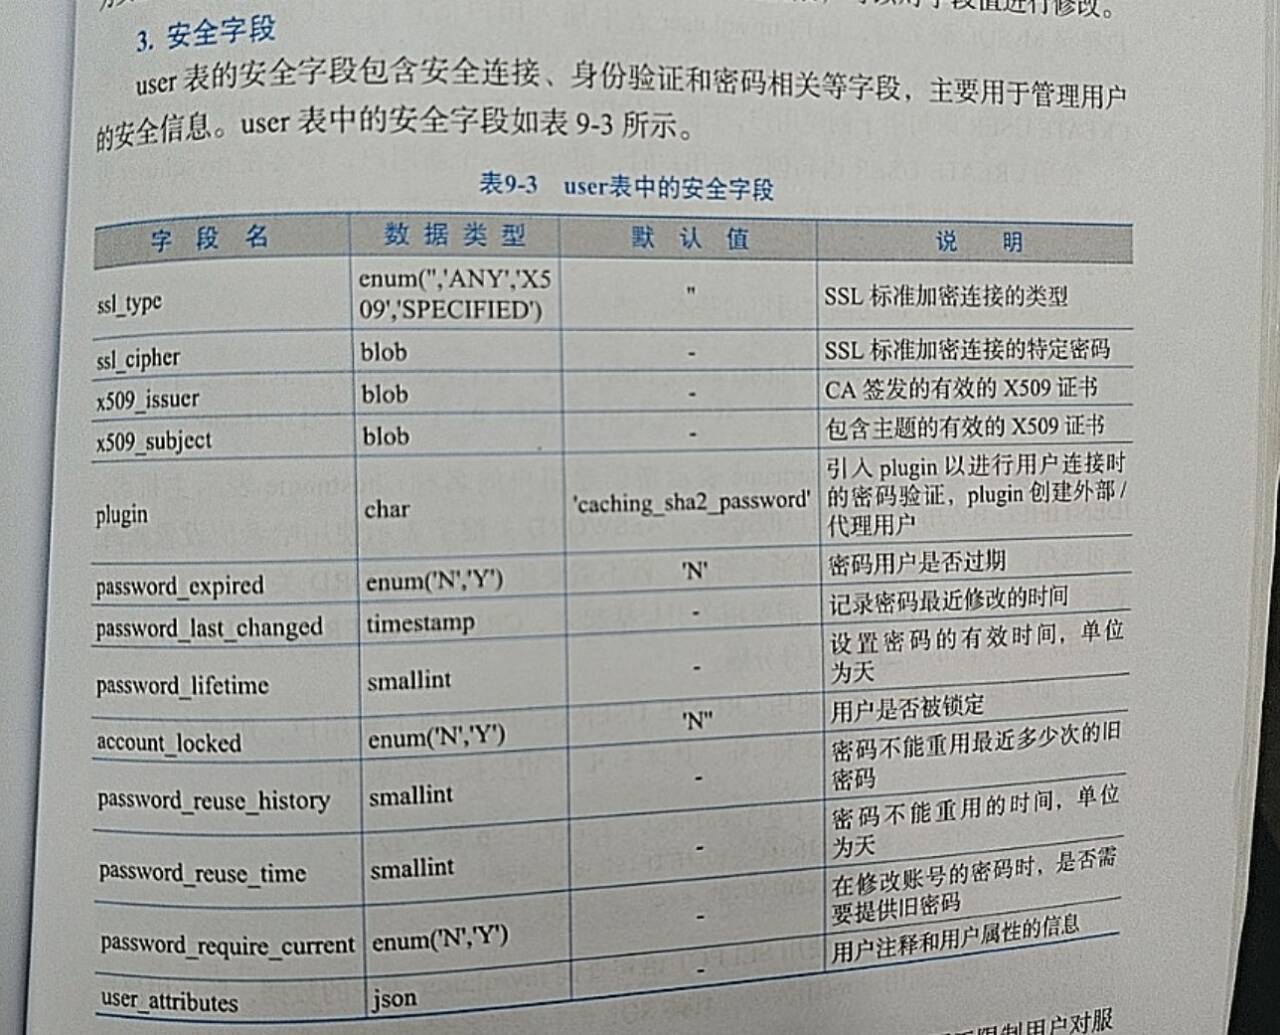 值进行修改。
3. 安全字段
user 表的安全字段包含安全连接、身份验证和密码相关等字段，主要用于管理用户
的安全信息。user 表中的安全字段如表 9-3 所示。
表9-3 user表中的安全字段
字 段 名 数 据 类 型 默 认 值 说 明
ssl_type enum('','ANY','X5 '' SSL 标准加密连接的类型
09','SPECIFIED')
ssl_cipher blob - SSL 标准加密连接的特定密码
x509_issuer blob - CA 签发的有效的 X509 证书
x509_subject blob - 包含主题的有效的 X509 证书
plugin char 'caching_sha2_password' 引入 plugin 以进行用户连接时
的密码验证，plugin 创建外部/
代理用户
password_expired enum('N','Y') 'N' 密码用户是否过期
password_last_changed timestamp - 记录密码最近修改的时间
password_lifetime smallint - 设置密码的有效时间，单位
为天
account_locked enum('N','Y') 'N'' 用户是否被锁定
password_reuse_history smallint - 密码不能重用最近多少次的旧
密码
password_reuse_time smallint - 密码不能重用的时间，单位
为天
password_require_current enum('N','Y') - 在修改账号的密码时，是否需
要提供旧密码
user_attributes json - 用户注释和用户属性的信息
限制用户对服